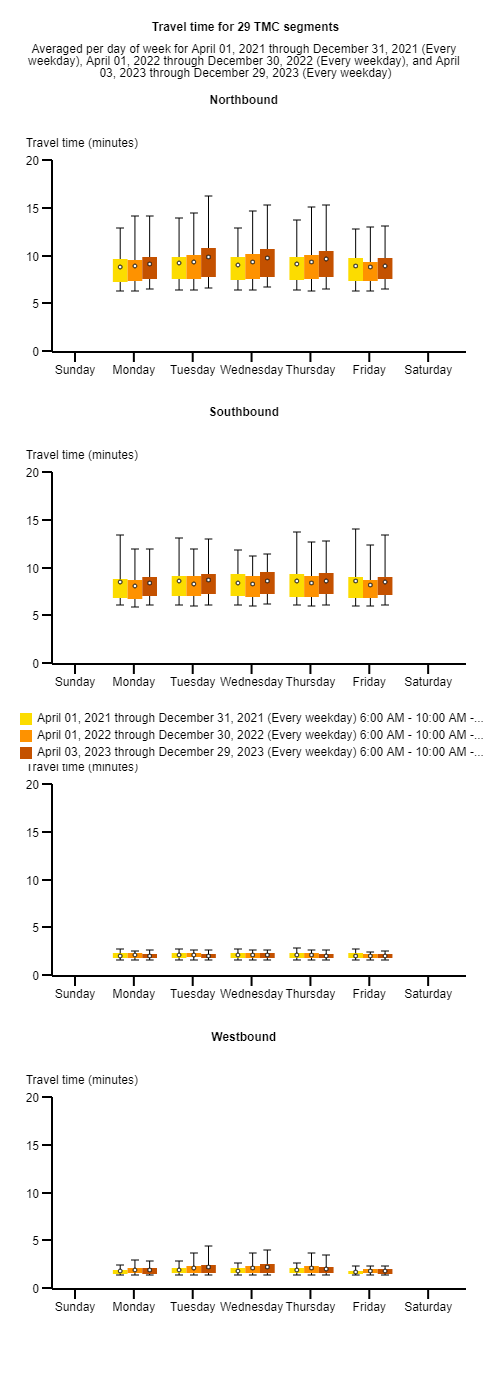 Travel time for 29 TMC segments
Averaged per day of week for April 01, 2021 through December 31, 2021 (Every
weekday), April 01, 2022 through December 30, 2022 (Every weekday), and April
03, 2023 through December 29, 2023 (Every weekday)
Northbound
Travel time (minutes)
20
15
10
5
0
Sunday Monday Tuesday Wednesday Thursday Friday Saturday
Southbound
Travel time (minutes)
20
15
10
5
0
Sunday Monday Tuesday Wednesday Thursday Friday Saturday
April 01, 2021 through December 31, 2021 (Every weekday) 6:00 AM - 10:00 AM -...
April 01, 2022 through December 30, 2022 (Every weekday) 6:00 AM - 10:00 AM -...
April 03, 2023 through December 29, 2023 (Every weekday) 6:00 AM - 10:00 AM -...
Travel time (minutes)
20
15
10
5
0
Sunday Monday Tuesday Wednesday Thursday Friday Saturday
Westbound
Travel time (minutes)
20
15
10
5
0
Sunday Monday Tuesday Wednesday Thursday Friday Saturday